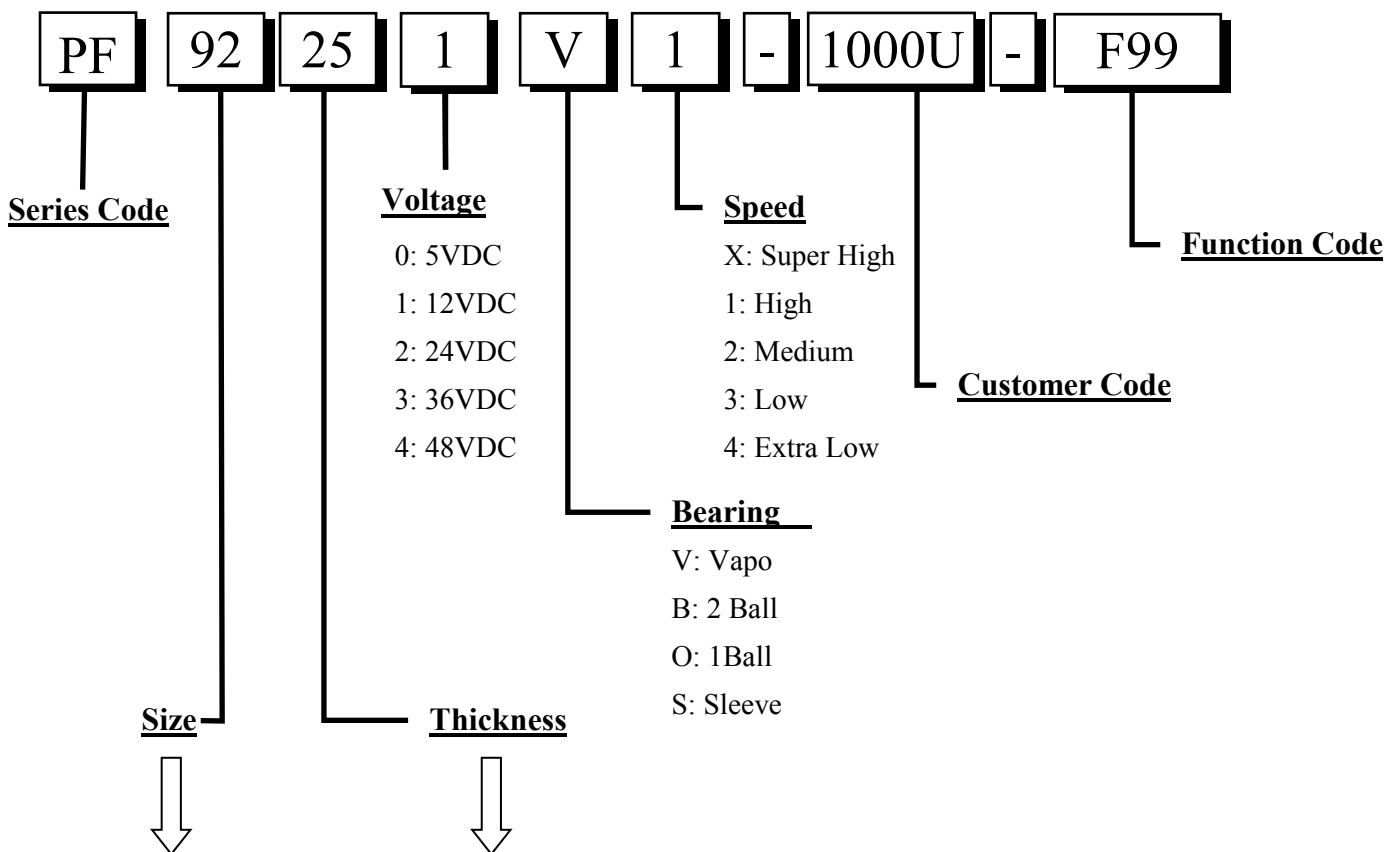 PF 92 25 1 V 1 - 1000U - F99
Series Code
Voltage
0: 5VDC
1: 12VDC
2: 24VDC
3: 36VDC
4: 48VDC
Speed
X: Super High
1: High
2: Medium
3: Low
4: Extra Low
Function Code
Customer Code
Bearing
V: Vapo
B: 2 Ball
O: 1Ball
S: Sleeve
Size
Thickness